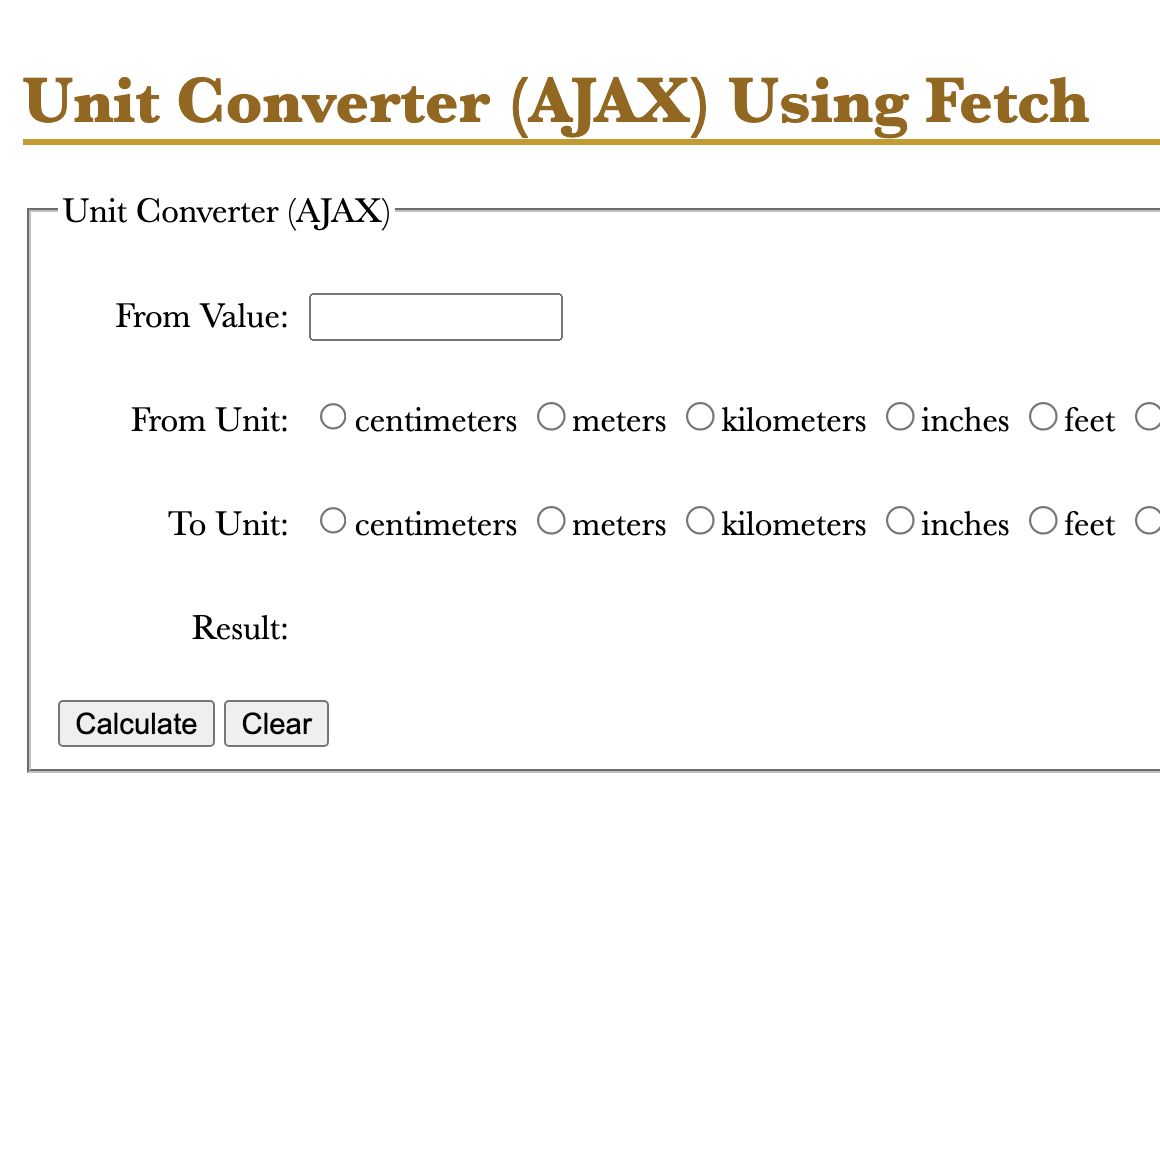 Unit Converter (AJAX) Using Fetch
Unit Converter (AJAX)
From Value:
From Unit: centimeters meters kilometers inches feet
To Unit: centimeters meters kilometers inches feet
Result:
Calculate Clear